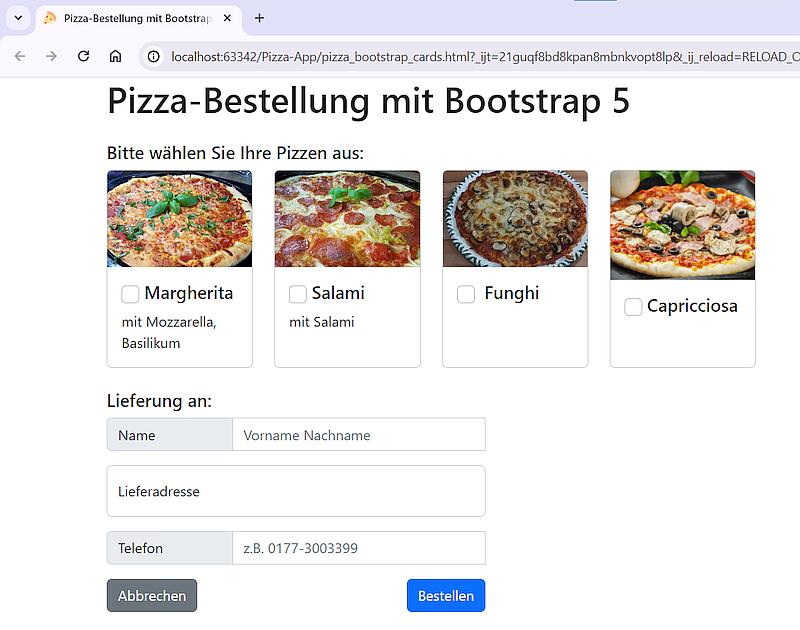 Pizza-Bestellung mit Bootstrap
localhost:63342/Pizza-App/pizza_bootstrap_cards.html?_ijt=21guqf8bd8kpan8mbnkvopt8lp&_ij_reload=RELOAD_O
Pizza-Bestellung mit Bootstrap 5
Bitte wählen Sie Ihre Pizzen aus:
Margherita
mit Mozzarella,
Basilikum
Salami
mit Salami
Funghi
Capricciosa
Lieferung an:
Name Vorname Nachname
Lieferadresse
Telefon z.B. 0177-3003399
Abbrechen Bestellen